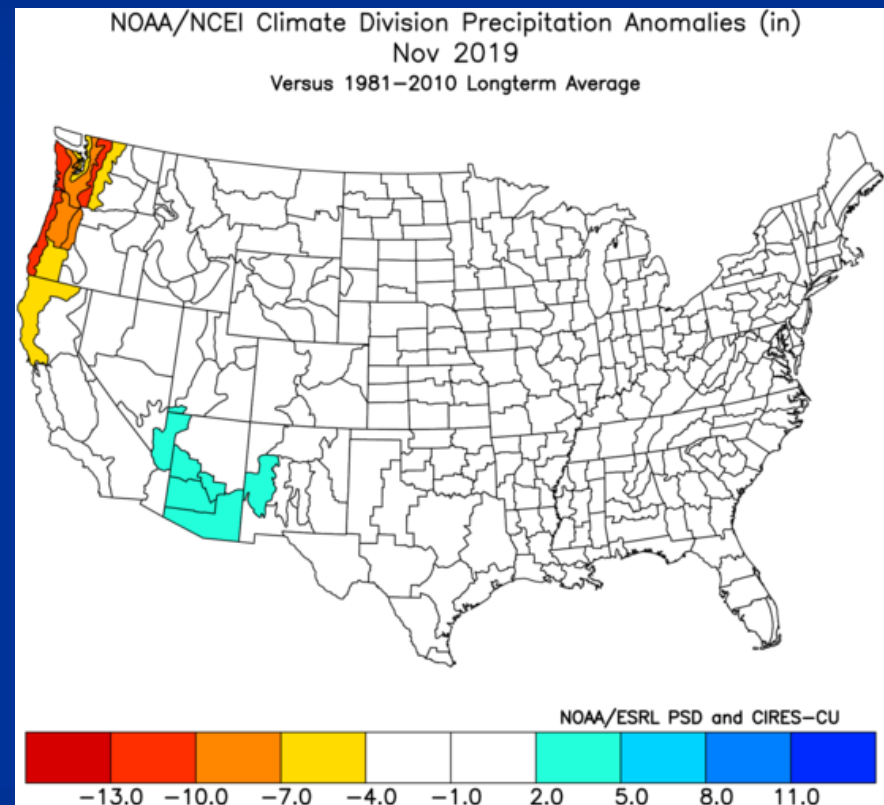 NOAA/NCEI Climate Division Precipitation Anomalies (in)
Nov 2019
Versus 1981-2010 Longterm Average
NOAA/ESRL PSD and CIRES-CU
-13.0 -10.0 -7.0 -4.0 -1.0 2.0 5.0 8.0 11.0